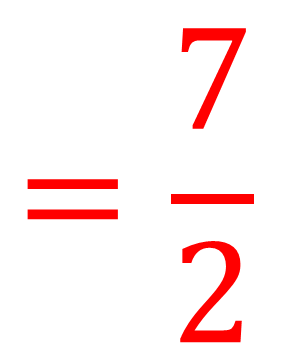 = 7/2